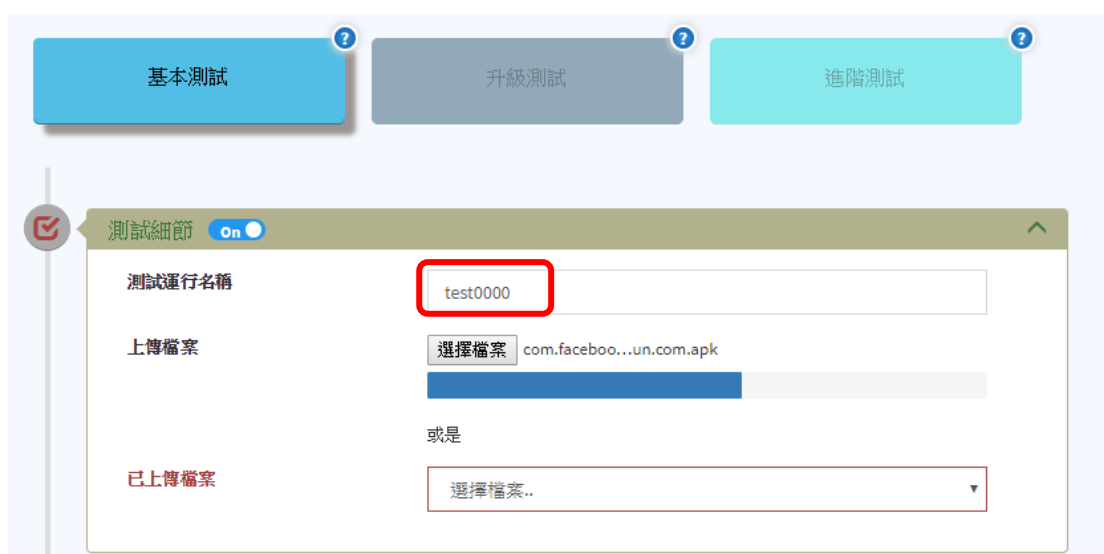 ?
?
?
基本測試
升級測試
進階測試
測試細節 On
測試運行名稱
test0000
上傳檔案
選擇檔案 com.faceboo...un.com.apk
或是
已上傳檔案
選擇檔案..